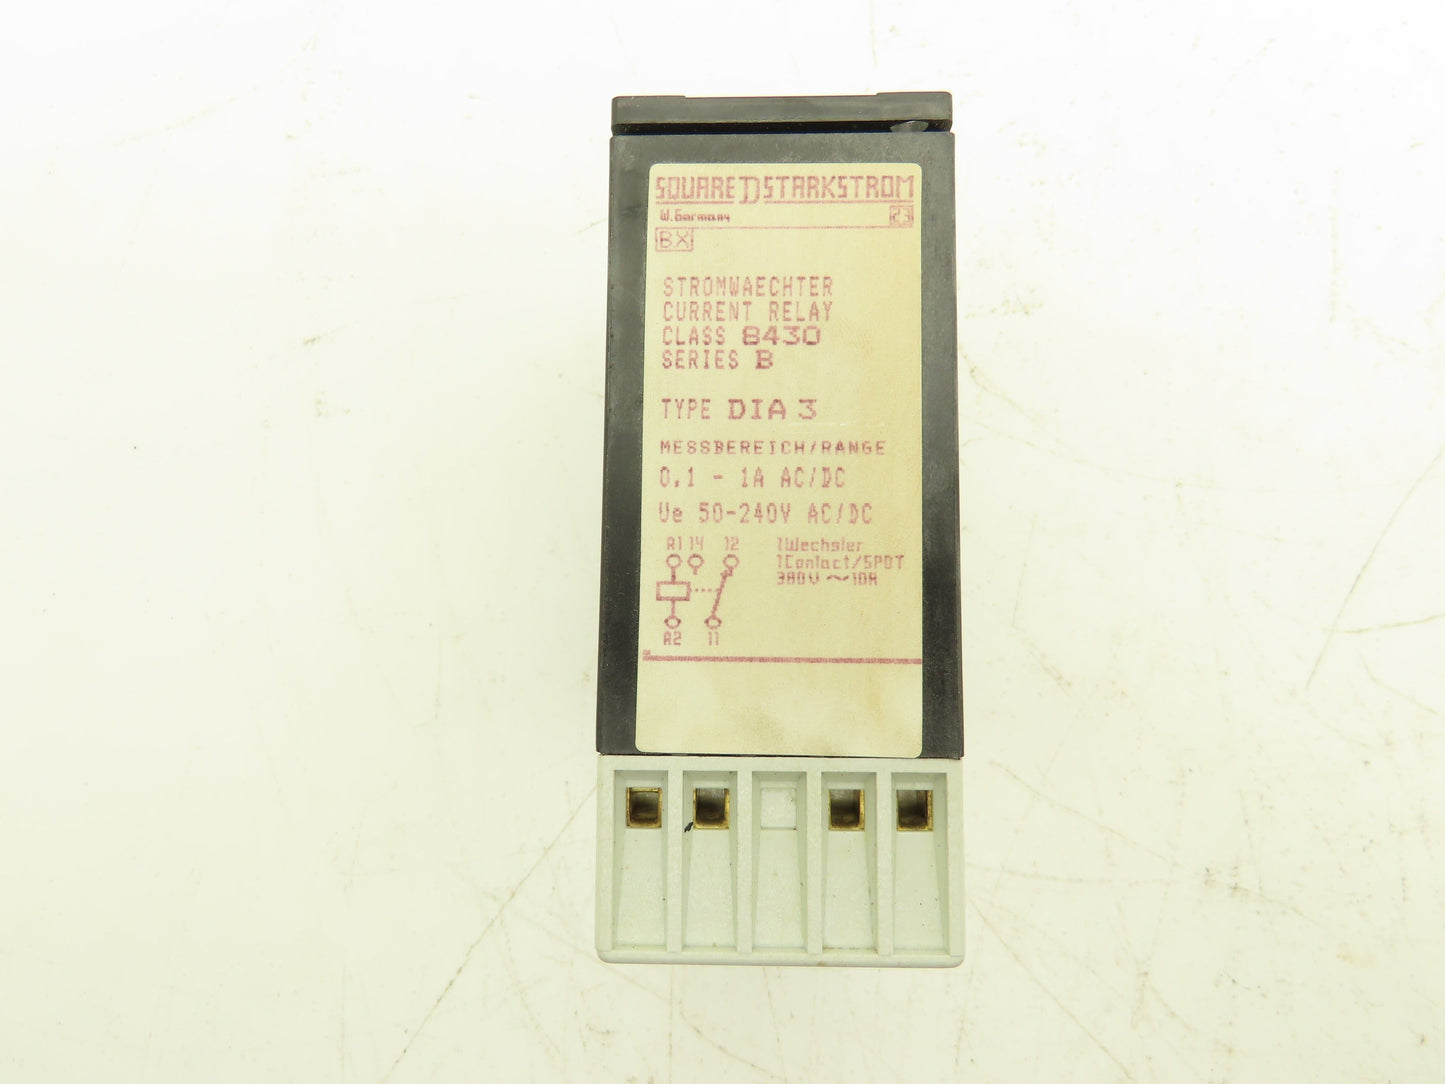 SQUARE D STARKSTROM
W.Germany 23
BX
STROMWAECHTER
CURRENT RELAY
CLASS 8430
SERIES B
TYPE DIA 3
MESSBEREICH/RANGE
0,1 - 1A AC/DC
Ue 50-240V AC/DC
A1 14 12
1Wechsler
1Contact/SPDT
380V ~10A
A2 11